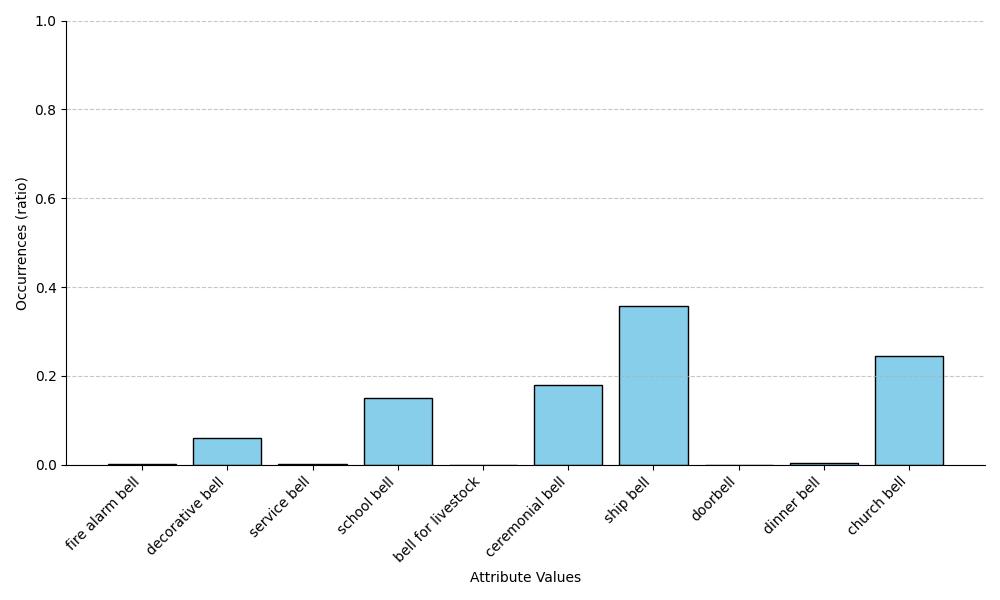 1.0
0.8
0.6
0.4
0.2
0.0
Occurrences (ratio)
fire alarm bell
decorative bell
service bell
school bell
bell for livestock
ceremonial bell
ship bell
doorbell
dinner bell
church bell
Attribute Values